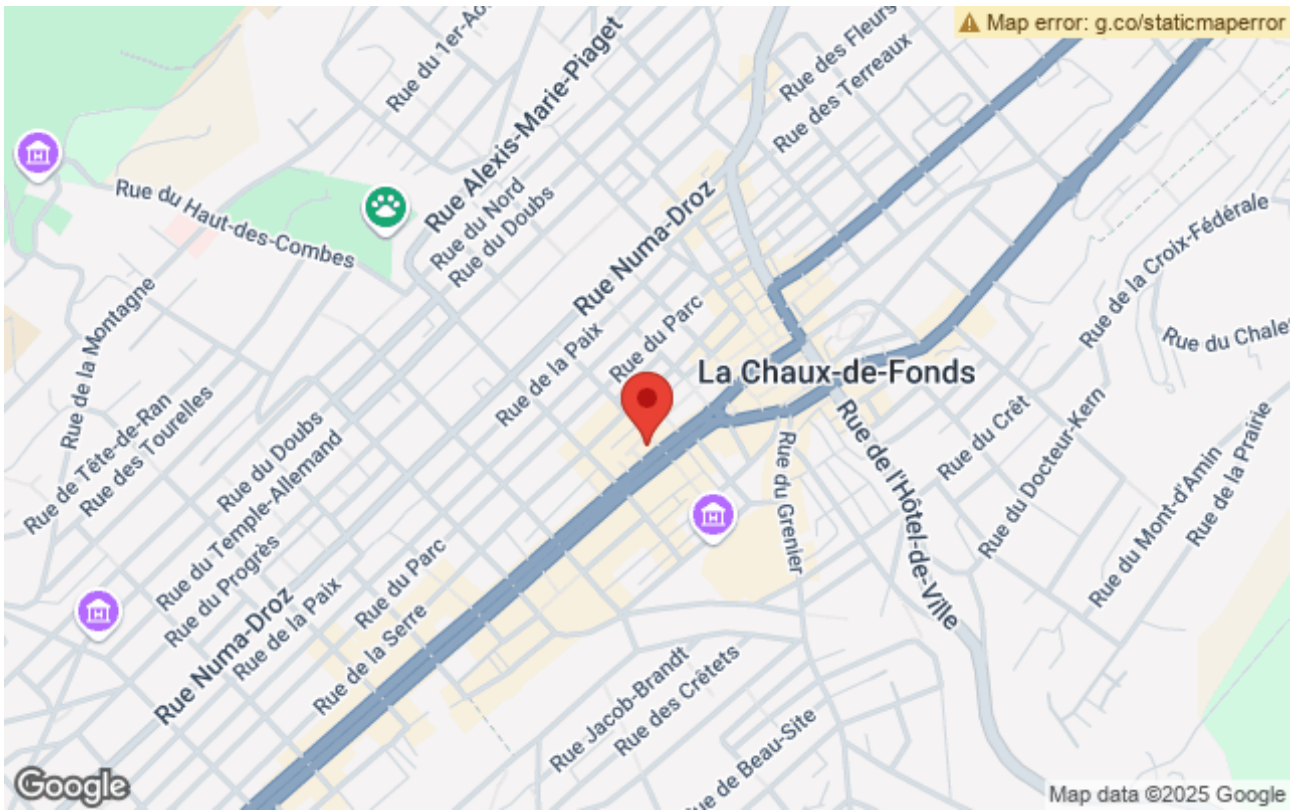 Map error: g.co/staticmaperror
Rue du 1er-Ao
Rue Alexis-Marie-Piaget
Rue des Fleurs
Rue des Terreaux
Rue du Haut-des-Combes
Rue du Nord
Rue du Doubs
Rue Numa-Droz
Rue de la Croix-Fédérale
Rue du Chalet
Rue de la Montagne
Rue de la Paix
Rue du Parc
La Chaux-de-Fonds
Rue de Tête-de-Ran
Rue des Tourelles
Rue du Doubs
Rue du Temple-Allemand
Rue du Progrès
Rue du Grenier
Rue de l'Hôtel-de-Ville
Rue du Crêt
Rue du Docteur-Kern
Rue du Mont-d'Amin
Rue de la Prairie
Rue Numa-Droz
Rue de la Paix
Rue du Parc
Rue de la Serre
Rue Jacob-Brandt
Rue des Crêtets
ue de Beau-Site
Google
Map data ©2025 Google